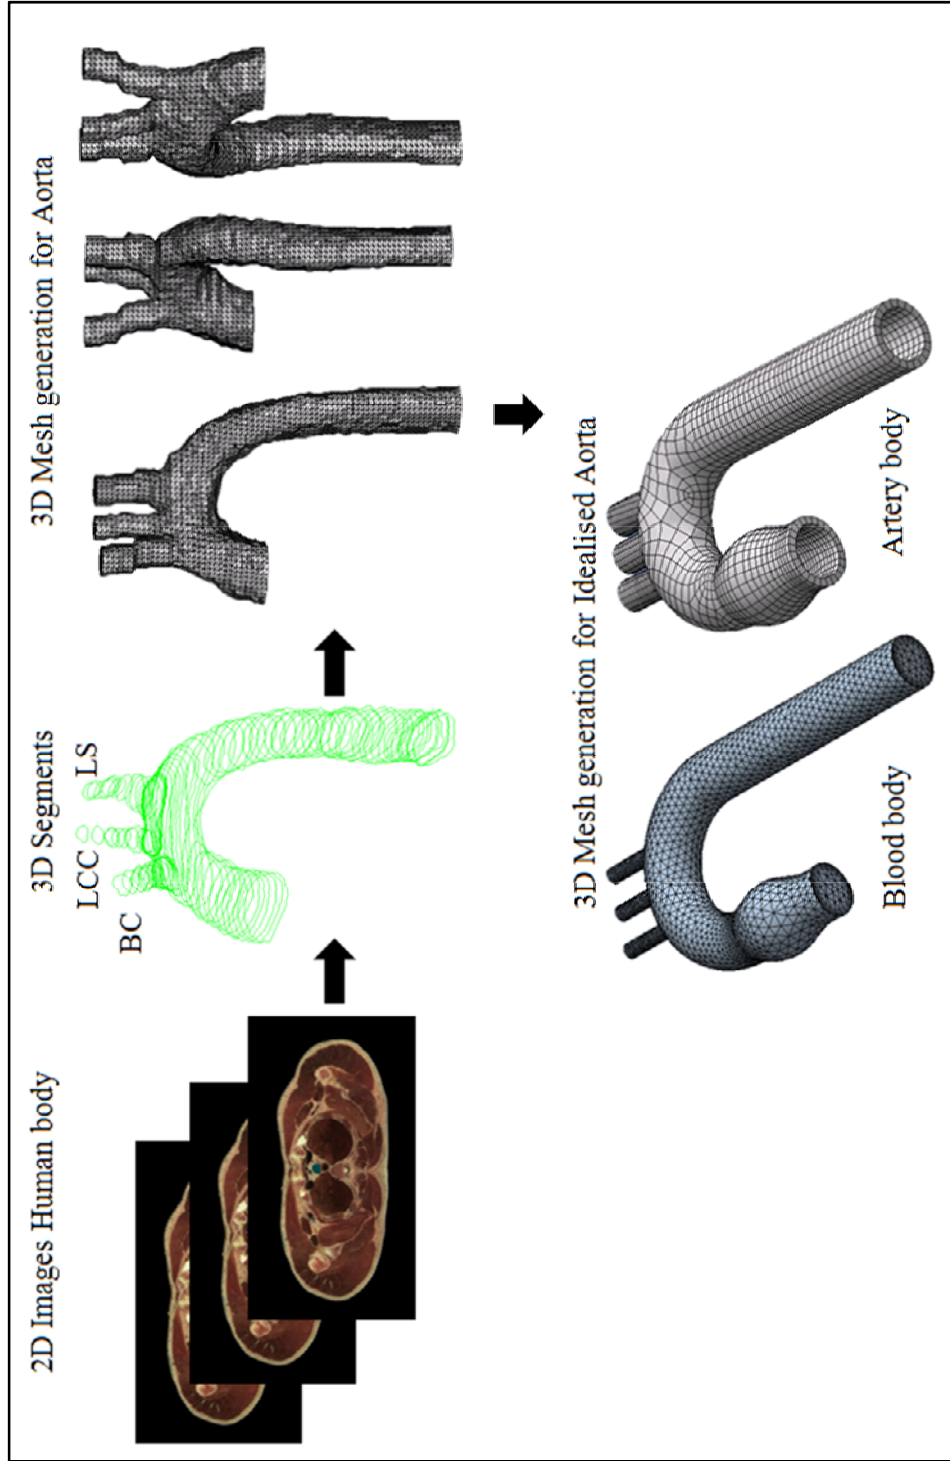 2D Images Human body
3D Segments
BC
LCC
LS
3D Mesh generation for Aorta
3D Mesh generation for Idealised Aorta
Blood body
Artery body